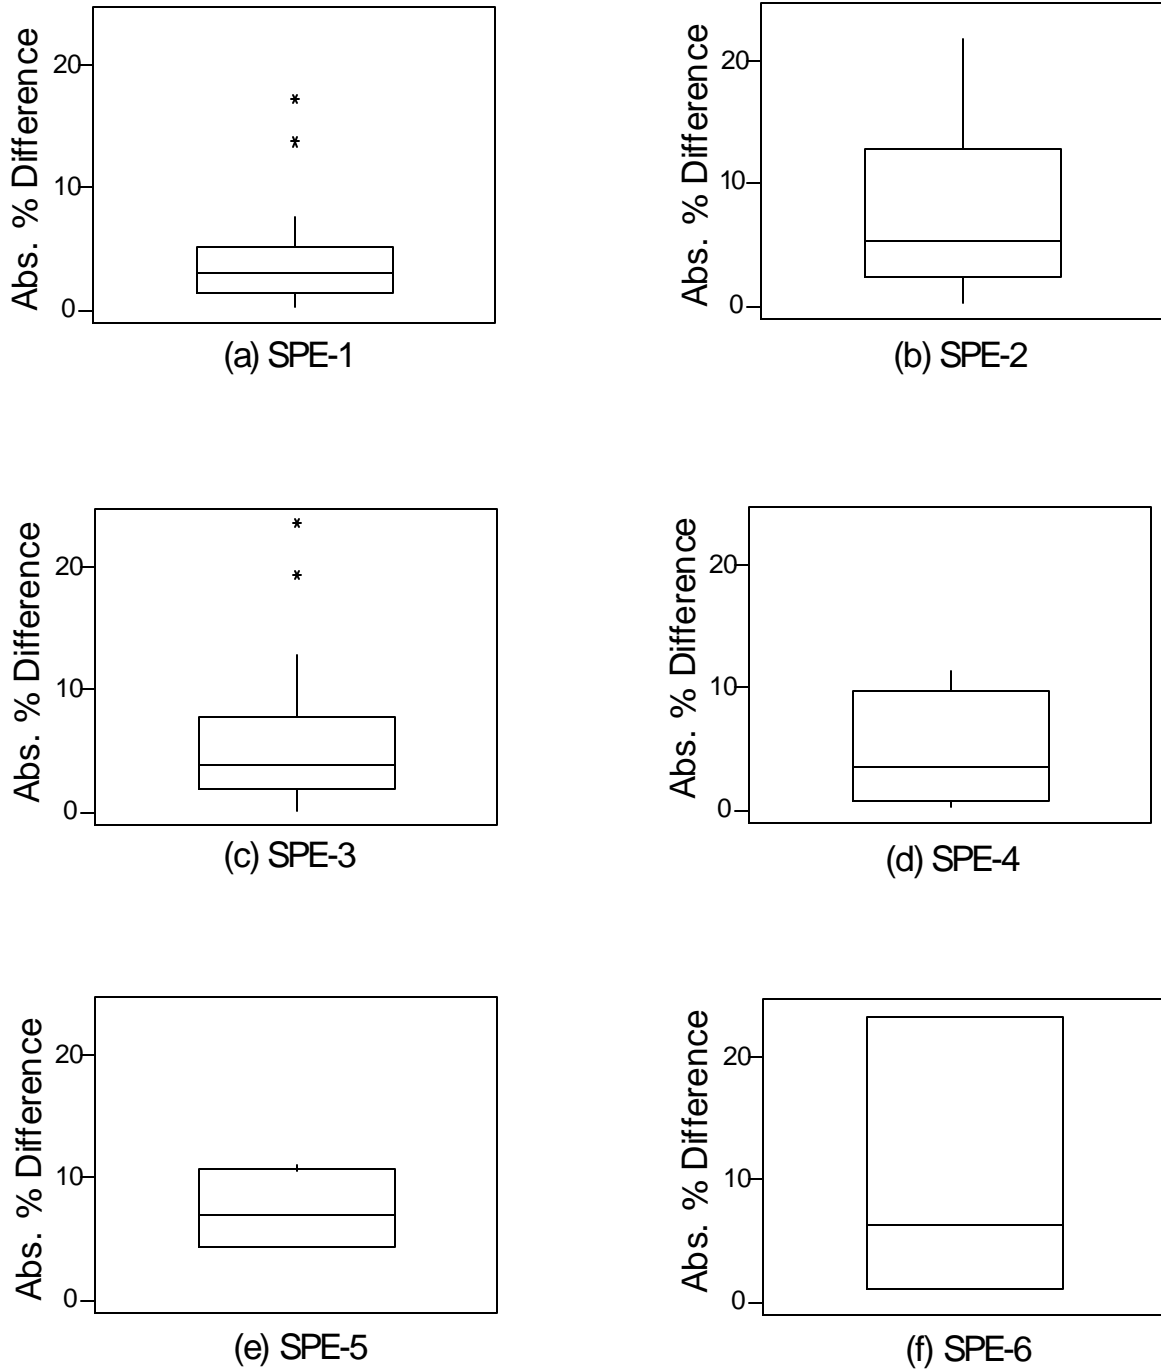 Abs. % Difference
20
10
0
(a) SPE-1
Abs. % Difference
20
10
0
(b) SPE-2
Abs. % Difference
20
10
0
(c) SPE-3
Abs. % Difference
20
10
0
(d) SPE-4
Abs. % Difference
20
10
0
(e) SPE-5
Abs. % Difference
20
10
0
(f) SPE-6